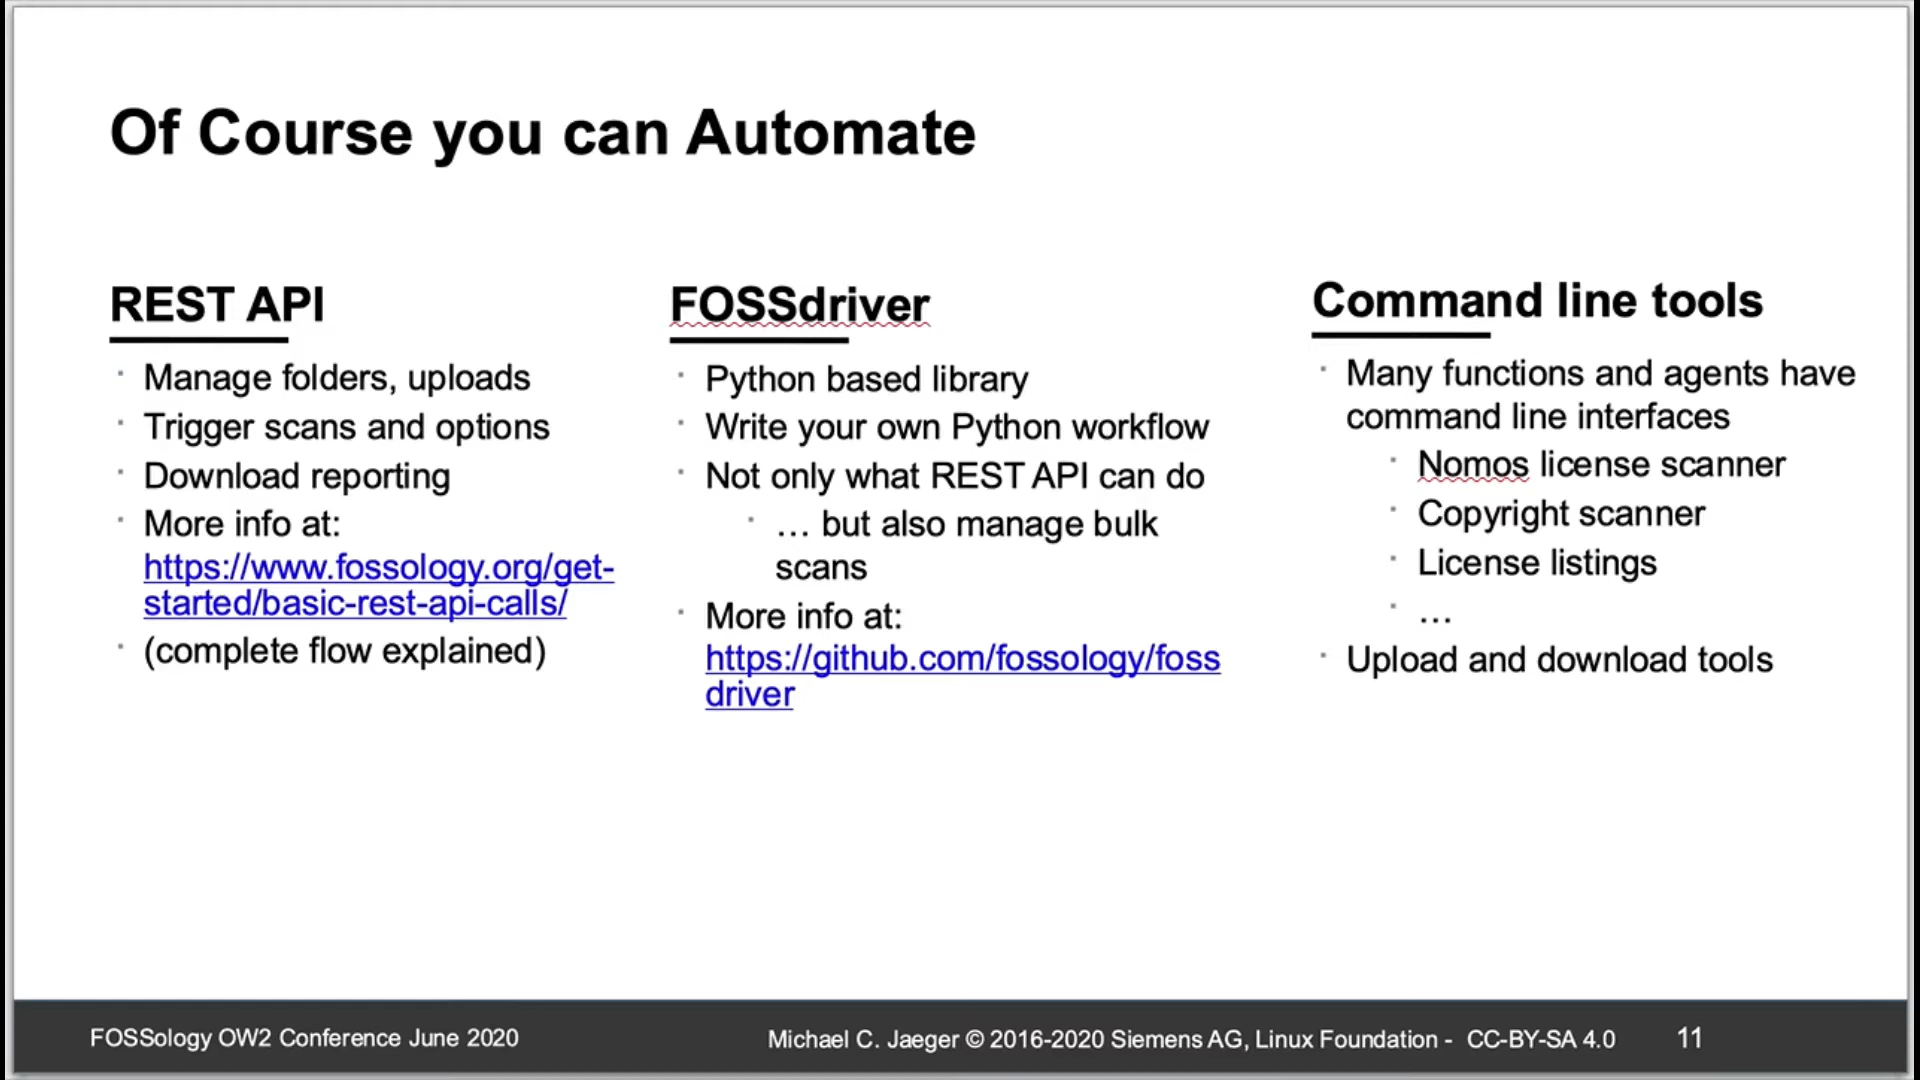 Of Course you can Automate
REST API
Manage folders, uploads
Trigger scans and options
Download reporting
More info at:
https://www.fossology.org/get-
started/basic-rest-api-calls/
(complete flow explained)
FOSSdriver
Python based library
Write your own Python workflow
Not only what REST API can do
… but also manage bulk
scans
More info at:
https://github.com/fossology/foss
driver
Command line tools
Many functions and agents have
command line interfaces
Nomos license scanner
Copyright scanner
License listings
…
Upload and download tools
FOSSology OW2 Conference June 2020
Michael C. Jaeger © 2016-2020 Siemens AG, Linux Foundation - CC-BY-SA 4.0
11